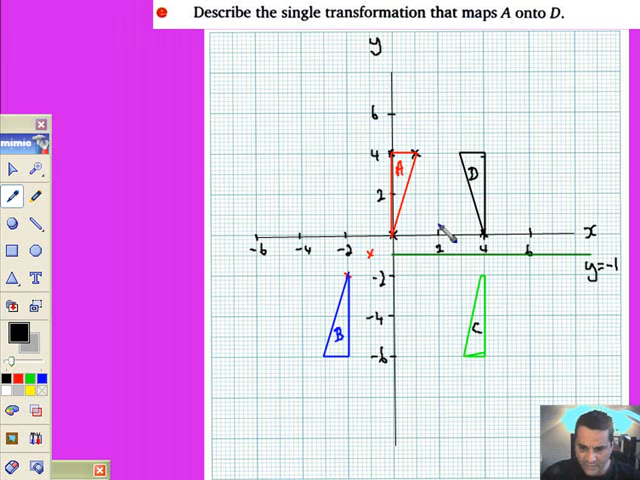 e Describe the single transformation that maps A onto D.
y
6
4
A
D
2
-6 -4 -2 2 4 6 x
y=-1
-2
-4
B
C
-6
mimio
T